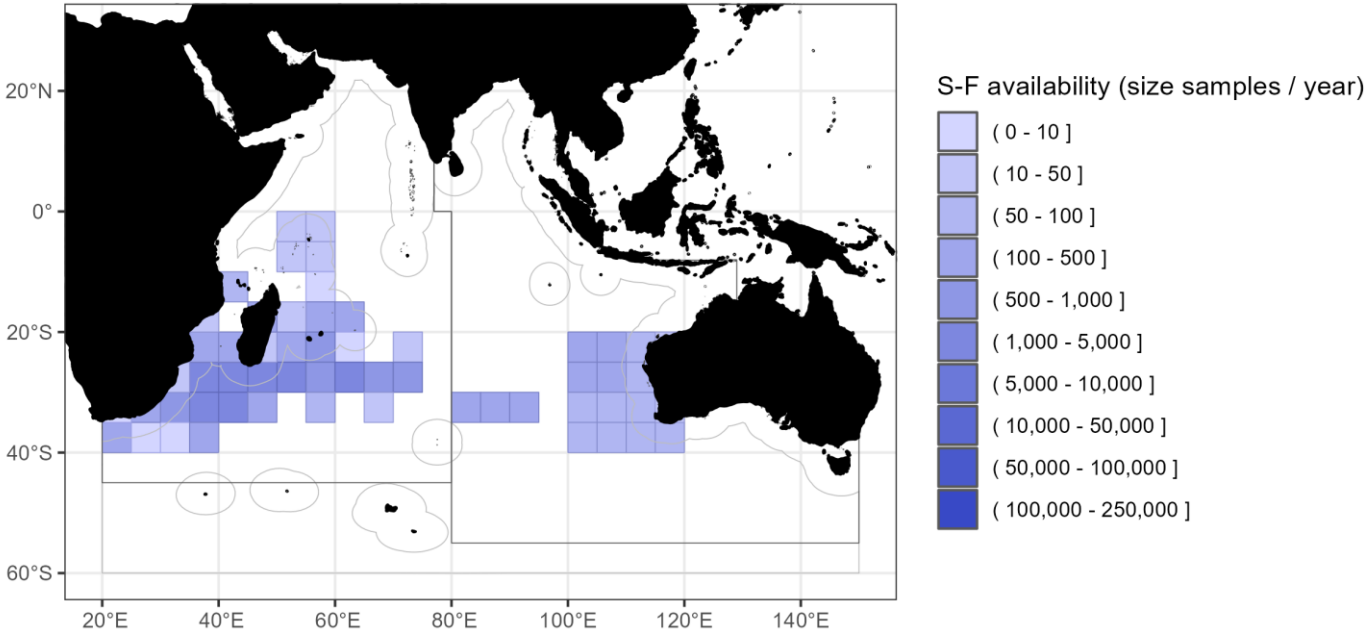 S-F availability (size samples / year)
( 0 - 10 ]
( 10 - 50 ]
( 50 - 100 ]
( 100 - 500 ]
( 500 - 1,000 ]
( 1,000 - 5,000 ]
( 5,000 - 10,000 ]
( 10,000 - 50,000 ]
( 50,000 - 100,000 ]
( 100,000 - 250,000 ]
20°N
0°
20°S
40°S
60°S
20°E 40°E 60°E 80°E 100°E 120°E 140°E